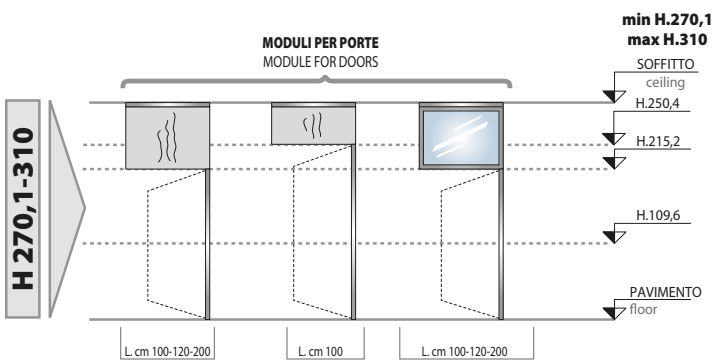 min H.270,1
max H.310
MODULI PER PORTE
MODULE FOR DOORS
SOFFITTO
ceiling
H.250,4
H.215,2
H 270,1-310
H.109,6
PAVIMENTO
floor
L. cm 100-120-200
L. cm 100
L. cm 100-120-200